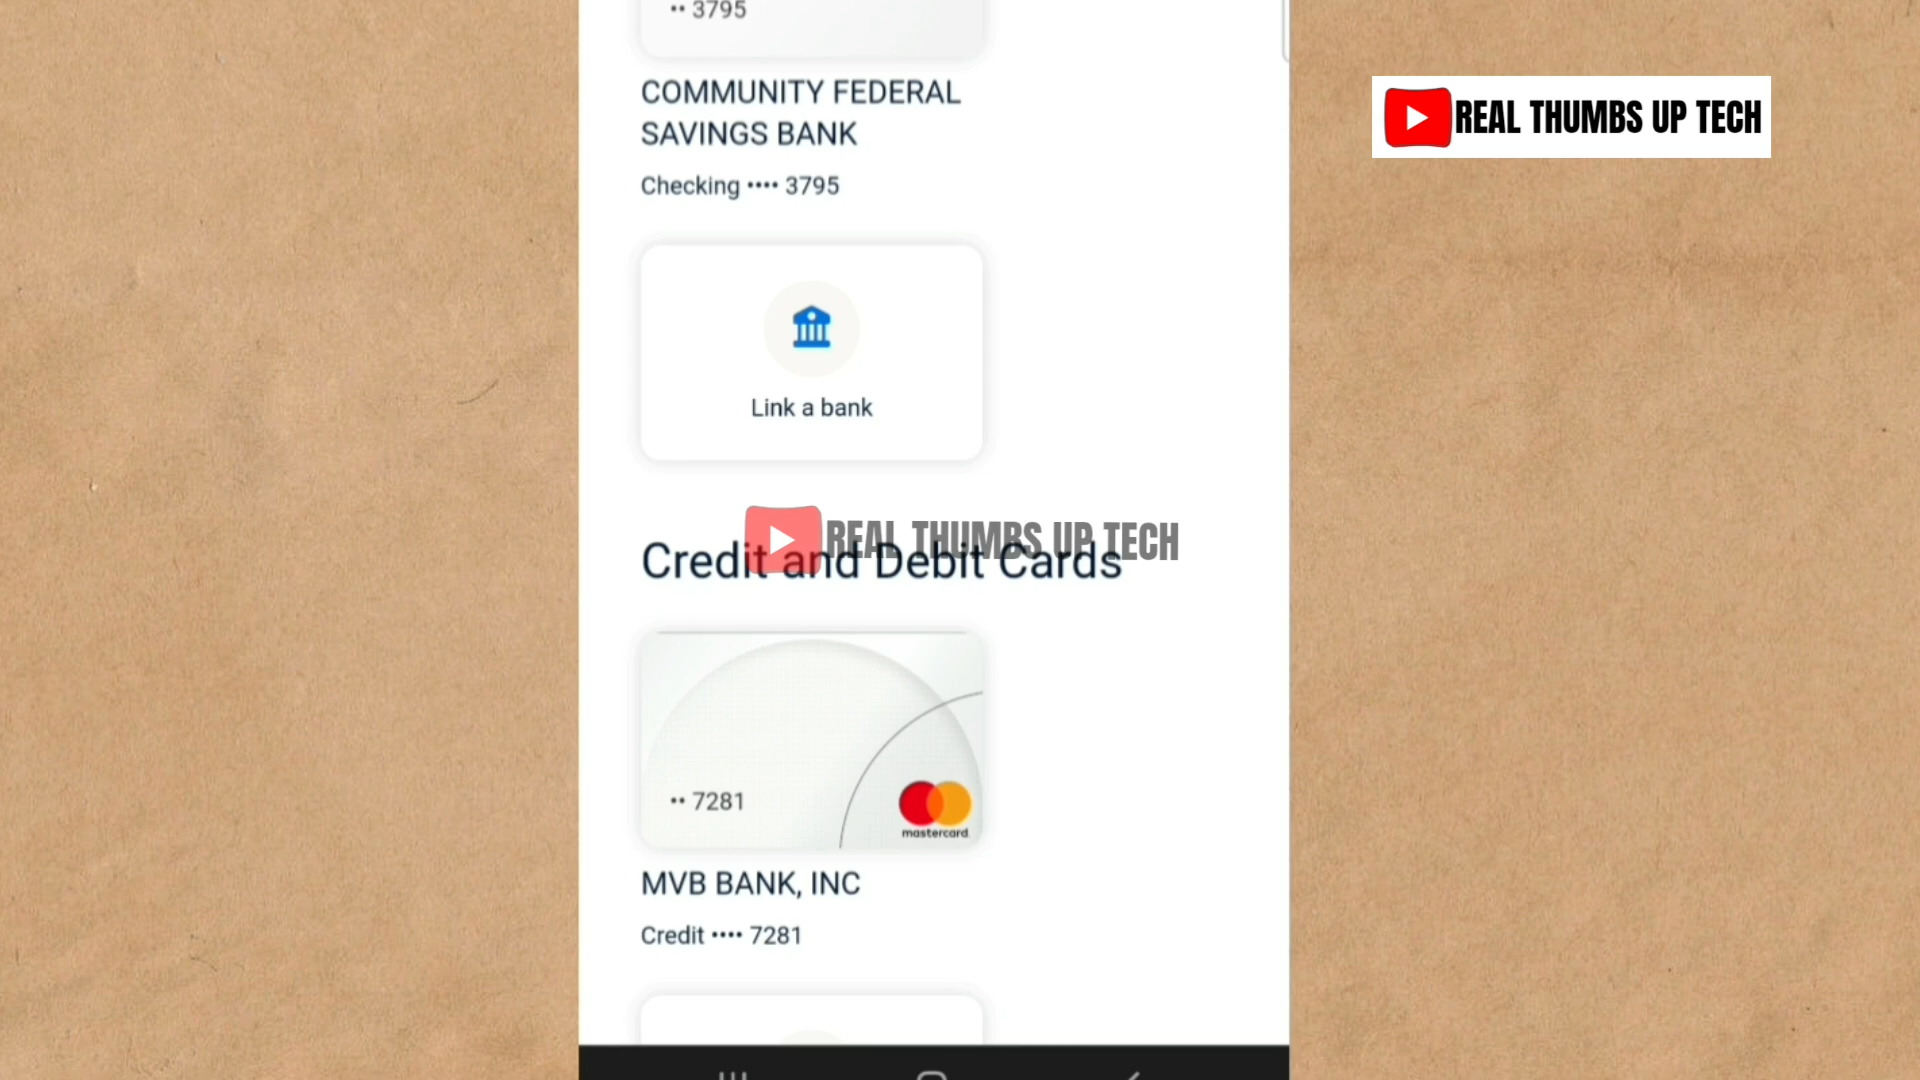 •• 3795
COMMUNITY FEDERAL
SAVINGS BANK
Checking •••• 3795
REAL THUMBS UP TECH
Link a bank
REAL THUMBS UP TECH
Credit and Debit Cards
•• 7281
mastercard
MVB BANK, INC
Credit •••• 7281